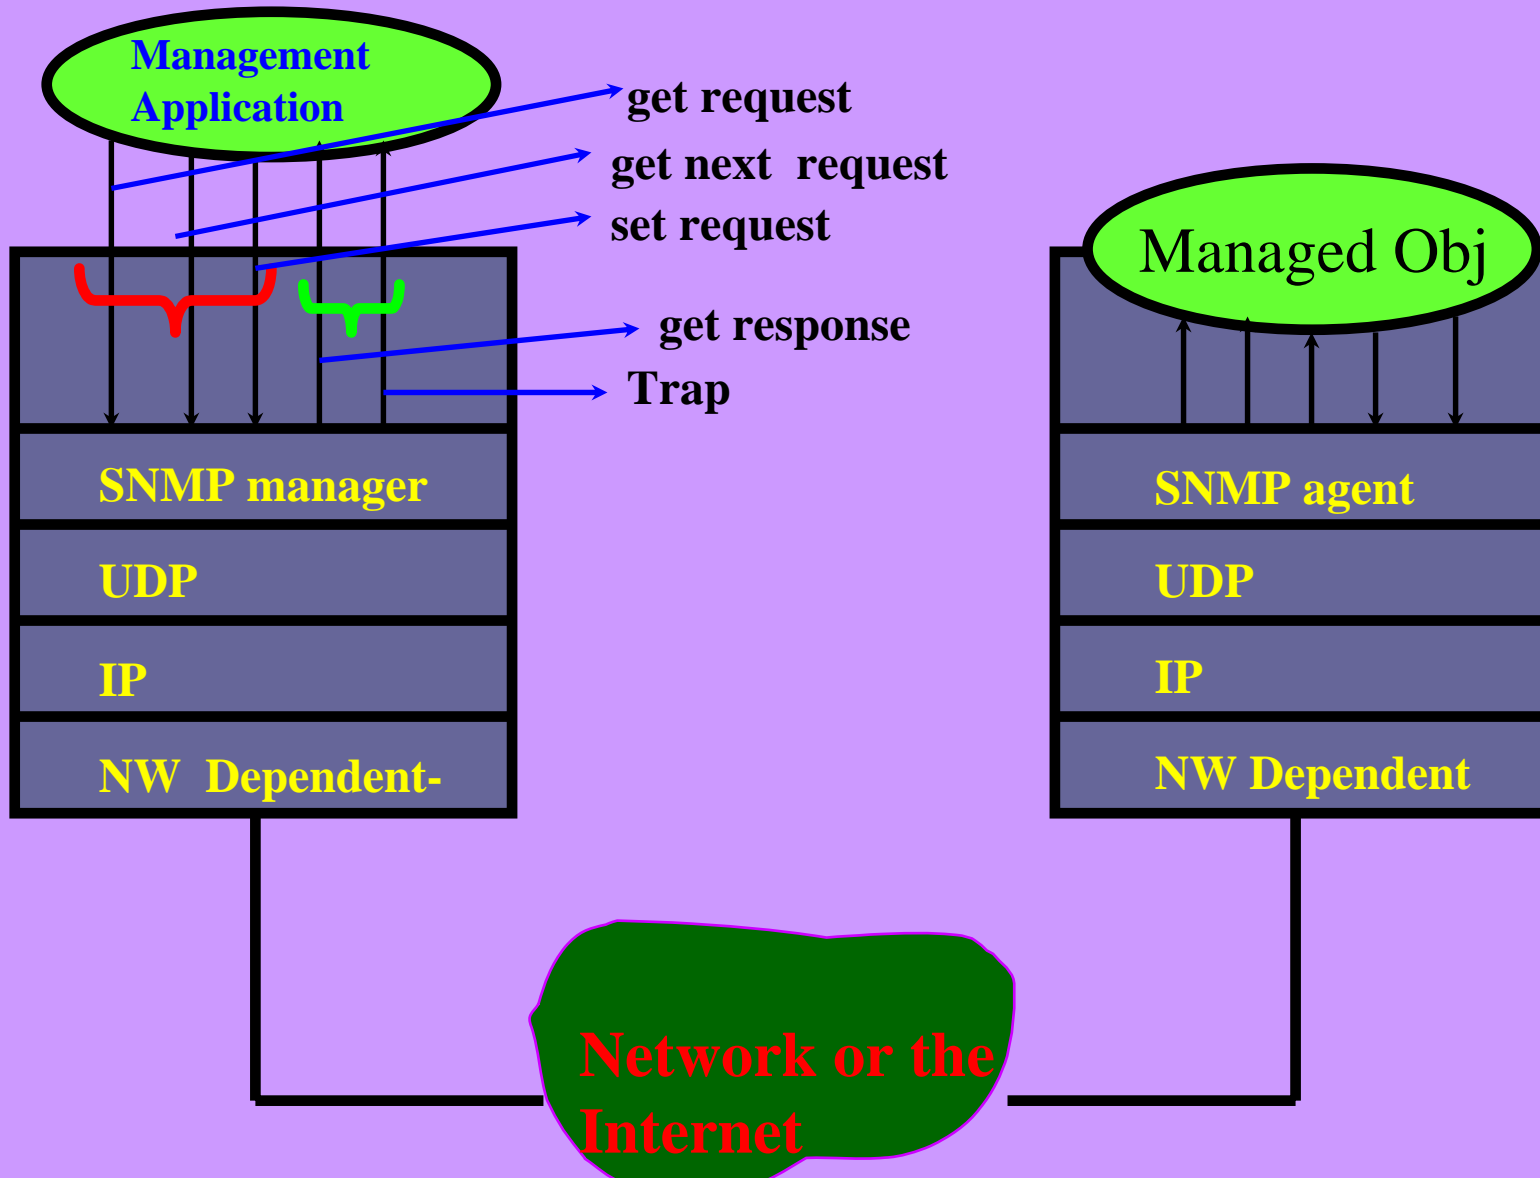 Management
Application
get request
get next  request
set request
get response
Trap
Managed Obj
SNMP manager
UDP
IP
NW  Dependent-
SNMP agent
UDP
IP
NW Dependent
Network or the
Internet